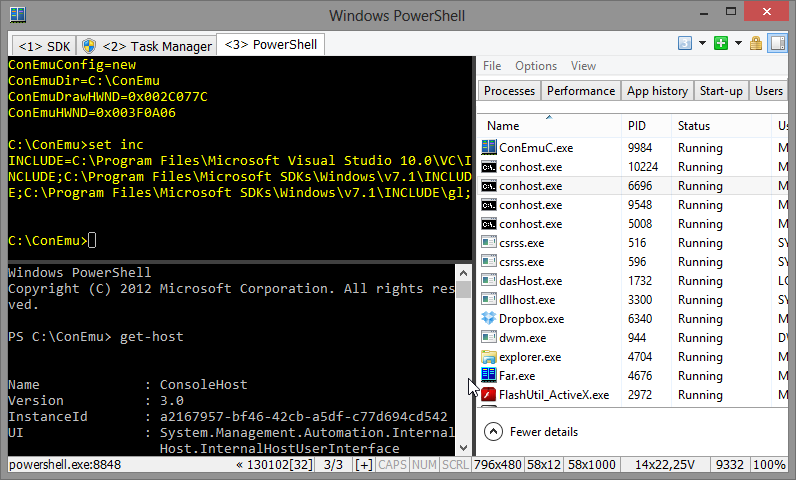 Windows PowerShell
<1> SDK
<2> Task Manager
<3> PowerShell
ConEmuConfig=new
ConEmuDir=C:\ConEmu
ConEmuDrawHWND=0x002C077C
ConEmuHWND=0x003F0A06
C:\ConEmu>set inc
INCLUDE=C:\Program Files\Microsoft Visual Studio 10.0\VC\I
NCLUDE;C:\Program Files\Microsoft SDKs\Windows\v7.1\INCLUD
E;C:\Program Files\Microsoft SDKs\Windows\v7.1\INCLUDE\gl;
C:\ConEmu>
Windows PowerShell
Copyright (C) 2012 Microsoft Corporation. All rights res
ved.
PS C:\ConEmu> get-host
Name : ConsoleHost
Version : 3.0
InstanceId : a2167957-bf46-42cb-a5df-c77d694cd542
UI : System.Management.Automation.Internal
Host.InternalHostUserInterface
File Options View
Processes Performance App history Start-up Users
Name PID Status Us
ConEmuC.exe 9984 Running M
conhost.exe 10224 Running M
conhost.exe 6696 Running M
conhost.exe 9548 Running M
conhost.exe 5008 Running M
csrss.exe 516 Running SY
csrss.exe 596 Running SY
dasHost.exe 1732 Running LO
dllhost.exe 3300 Running SY
Dropbox.exe 6340 Running M
dwm.exe 944 Running D
explorer.exe 4704 Running M
Far.exe 4676 Running M
FlashUtil_ActiveX.exe 2972 Running M
Fewer details
powershell.exe:8848 « 130102[32] 3/3 [+] CAPS NUM SCRL 796x480 58x12 58x1000 14x22,25V 9332 100%